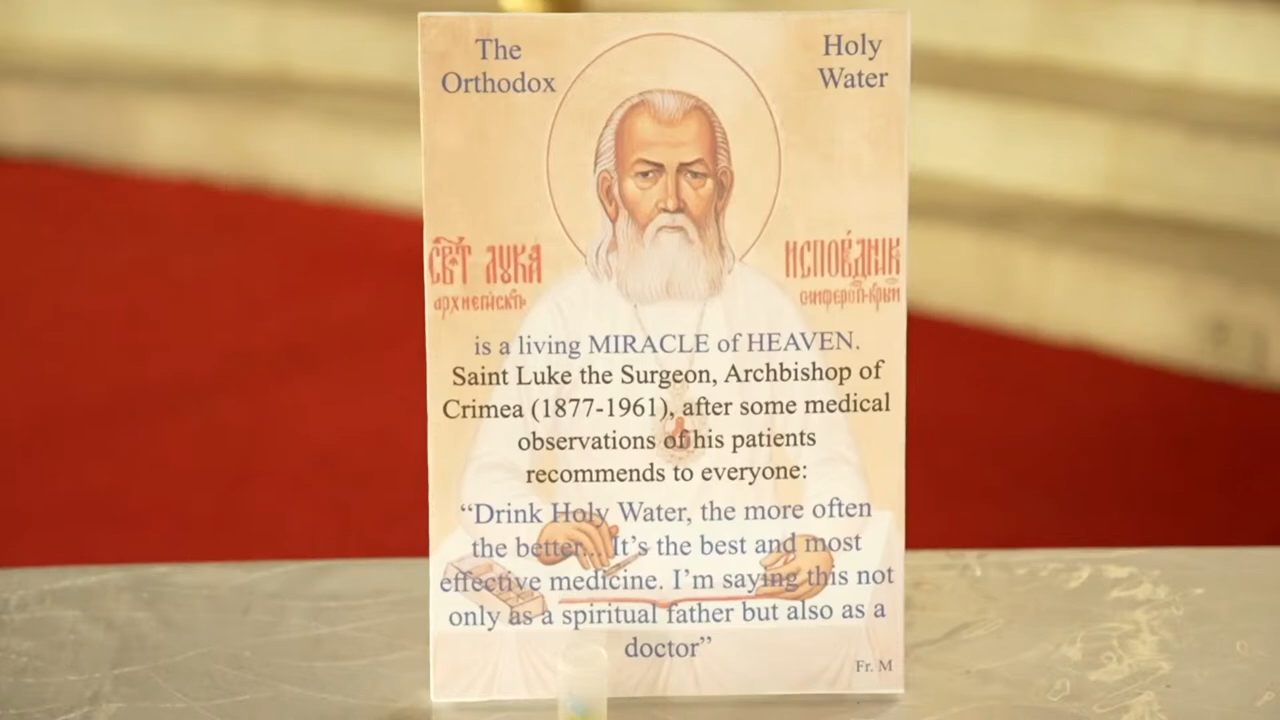 The
Orthodox
Holy
Water
СВТ ЛУКА
ИСПОВДНИК
архиепискп
симфероп-крым
is a living MIRACLE of HEAVEN.
Saint Luke the Surgeon, Archbishop of
Crimea (1877-1961), after some medical
observations of his patients
recommends to everyone:
“Drink Holy Water, the more often
the better... It’s the best and most
effective medicine. I’m saying this not
only as a spiritual father but also as a
doctor”
Fr. M